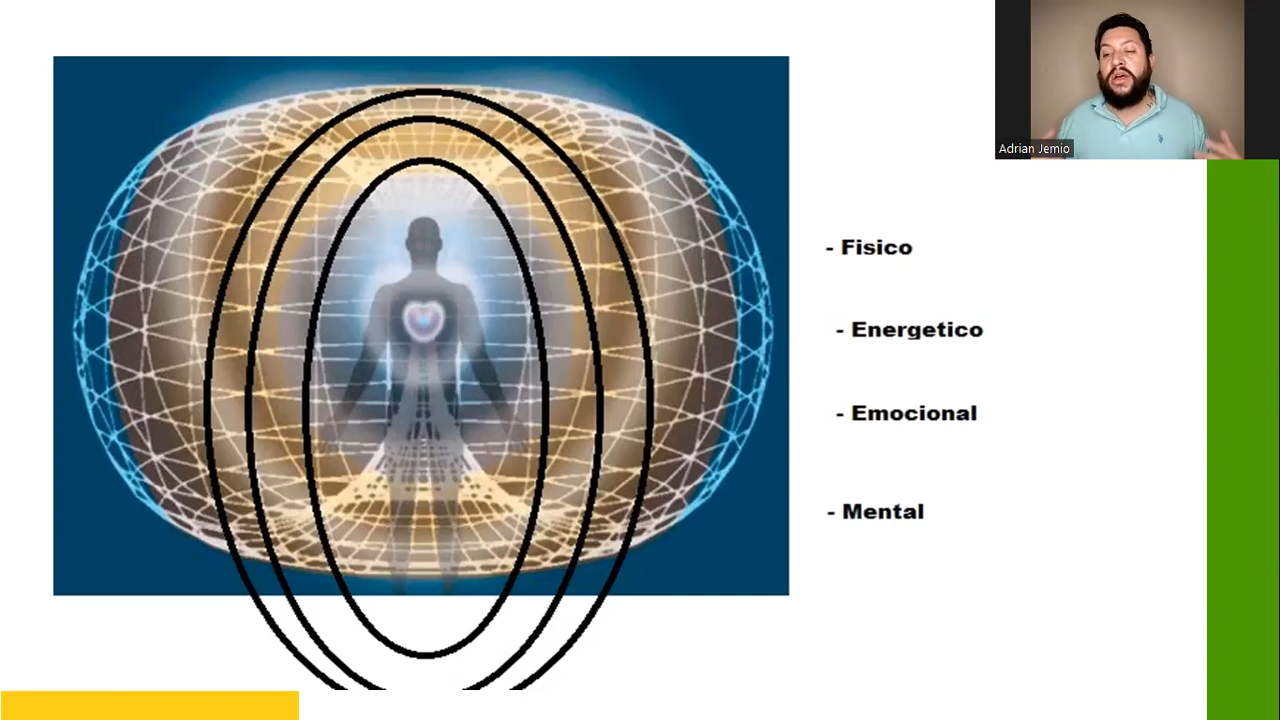 Adrian Jemio
- Fisico
- Energetico
- Emocional
- Mental